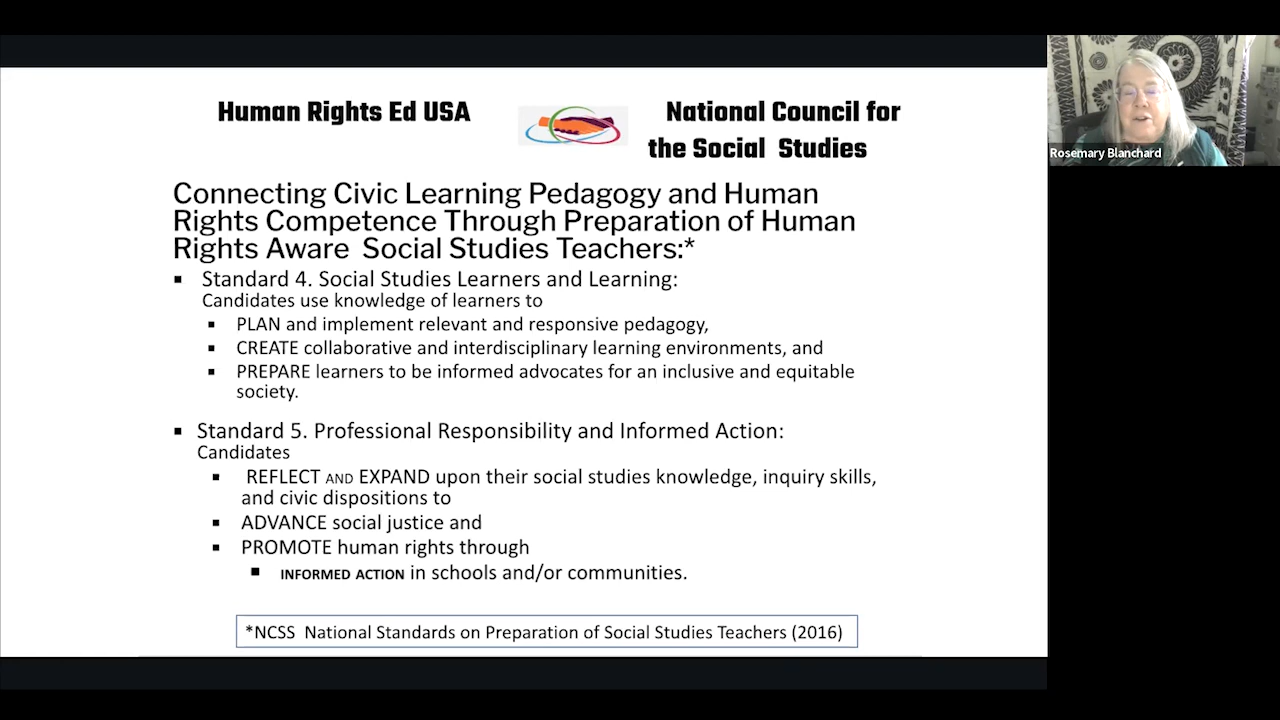 Human Rights Ed USA
National Council for
the Social Studies
Connecting Civic Learning Pedagogy and Human
Rights Competence Through Preparation of Human
Rights Aware Social Studies Teachers:*
▪ Standard 4. Social Studies Learners and Learning:
Candidates use knowledge of learners to
▪ PLAN and implement relevant and responsive pedagogy,
▪ CREATE collaborative and interdisciplinary learning environments, and
▪ PREPARE learners to be informed advocates for an inclusive and equitable
society.
▪ Standard 5. Professional Responsibility and Informed Action:
Candidates
▪ REFLECT AND EXPAND upon their social studies knowledge, inquiry skills,
and civic dispositions to
▪ ADVANCE social justice and
▪ PROMOTE human rights through
▪ INFORMED ACTION in schools and/or communities.
*NCSS National Standards on Preparation of Social Studies Teachers (2016)
Rosemary Blanchard